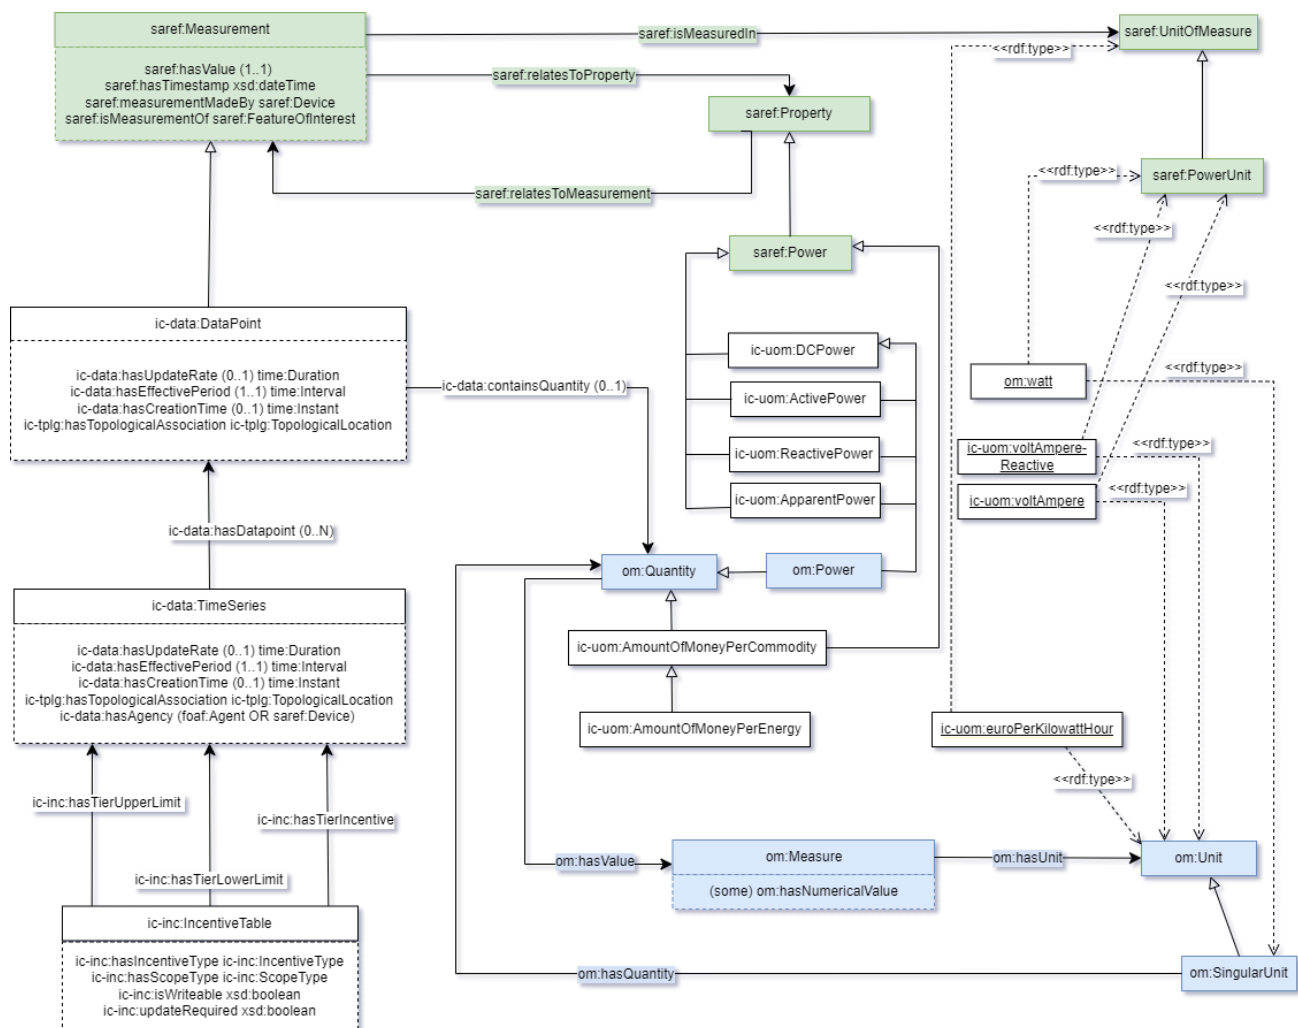 saref:Measurement
saref:hasValue (1..1)
saref:hasTimestamp xsd:dateTime
saref:measurementMadeBy saref:Device
saref:isMeasurementOf saref:FeatureOfInterest
saref:isMeasuredIn
saref:UnitOfMeasure
<<rdf.type>>
saref:relatesToProperty
saref:Property
saref:relatesToMeasurement
<<rdf.type>>
saref:PowerUnit
<<rdf.type>>
saref:Power
<<rdf.type>>
ic-data:DataPoint
ic-data:hasUpdateRate (0..1) time:Duration
ic-data:hasEffectivePeriod (1..1) time:Interval
ic-data:hasCreationTime (0..1) time:Instant
ic-tplg:hasTopologicalAssociation ic-tplg:TopologicalLocation
ic-data:containsQuantity (0..1)
ic-uom:DCPower
ic-uom:ActivePower
ic-uom:ReactivePower
ic-uom:ApparentPower
om:watt
<<rdf.type>>
ic-uom:voltAmpere-
Reactive
<<rdf.type>>
ic-uom:voltAmpere
<<rdf.type>>
ic-data:hasDatapoint (0..N)
om:Quantity
om:Power
ic-data:TimeSeries
ic-data:hasUpdateRate (0..1) time:Duration
ic-data:hasEffectivePeriod (1..1) time:Interval
ic-data:hasCreationTime (0..1) time:Instant
ic-tplg:hasTopologicalAssociation ic-tplg:TopologicalLocation
ic-data:hasAgency (foaf:Agent OR saref:Device)
ic-uom:AmountOfMoneyPerCommodity
ic-uom:AmountOfMoneyPerEnergy
ic-uom:euroPerKilowattHour
<<rdf.type>>
ic-inc:hasTierUpperLimit
ic-inc:hasTierIncentive
ic-inc:hasTierLowerLimit
om:hasValue
om:Measure
(some) om:hasNumericalValue
om:hasUnit
om:Unit
ic-inc:IncentiveTable
ic-inc:hasIncentiveType ic-inc:IncentiveType
ic-inc:hasScopeType ic-inc:ScopeType
ic-inc:isWriteable xsd:boolean
ic-inc:updateRequired xsd:boolean
om:hasQuantity
om:SingularUnit